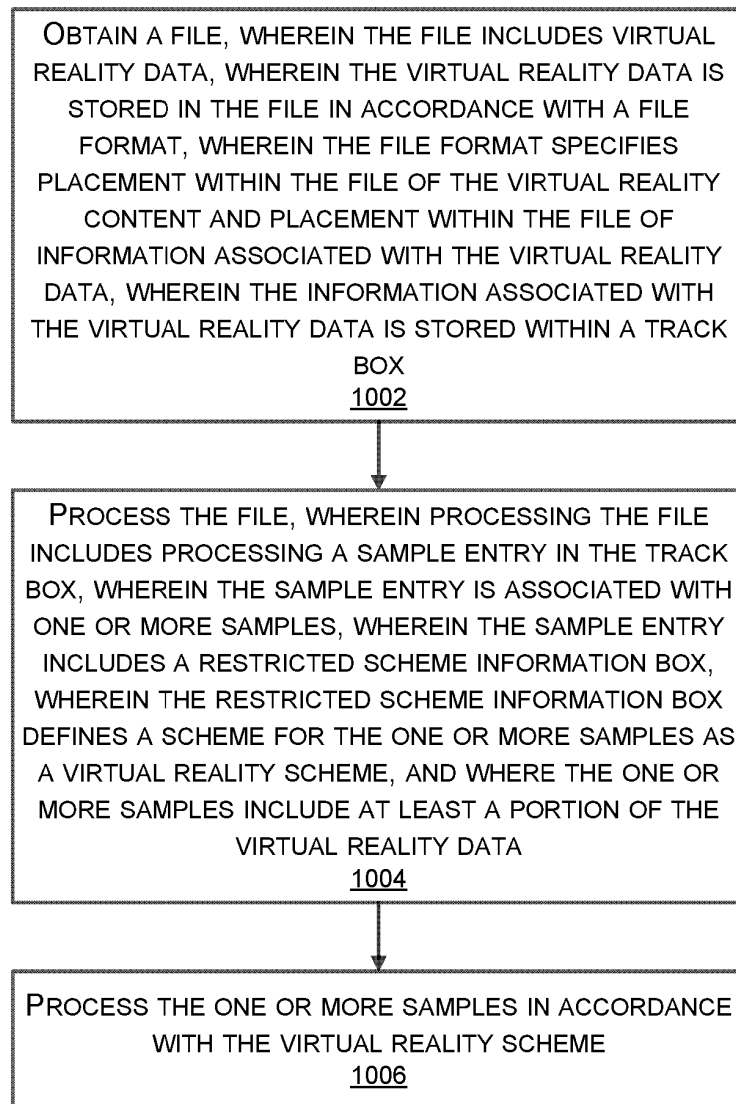 OBTAIN A FILE, WHEREIN THE FILE INCLUDES VIRTUAL
REALITY DATA, WHEREIN THE VIRTUAL REALITY DATA IS
STORED IN THE FILE IN ACCORDANCE WITH A FILE
FORMAT, WHEREIN THE FILE FORMAT SPECIFIES
PLACEMENT WITHIN THE FILE OF THE VIRTUAL REALITY
CONTENT AND PLACEMENT WITHIN THE FILE OF
INFORMATION ASSOCIATED WITH THE VIRTUAL REALITY
DATA, WHEREIN THE INFORMATION ASSOCIATED WITH
THE VIRTUAL REALITY DATA IS STORED WITHIN A TRACK
BOX
1002
PROCESS THE FILE, WHEREIN PROCESSING THE FILE
INCLUDES PROCESSING A SAMPLE ENTRY IN THE TRACK
BOX, WHEREIN THE SAMPLE ENTRY IS ASSOCIATED WITH
ONE OR MORE SAMPLES, WHEREIN THE SAMPLE ENTRY
INCLUDES A RESTRICTED SCHEME INFORMATION BOX,
WHEREIN THE RESTRICTED SCHEME INFORMATION BOX
DEFINES A SCHEME FOR THE ONE OR MORE SAMPLES AS
A VIRTUAL REALITY SCHEME, AND WHERE THE ONE OR
MORE SAMPLES INCLUDE AT LEAST A PORTION OF THE
VIRTUAL REALITY DATA
1004
PROCESS THE ONE OR MORE SAMPLES IN ACCORDANCE
WITH THE VIRTUAL REALITY SCHEME
1006